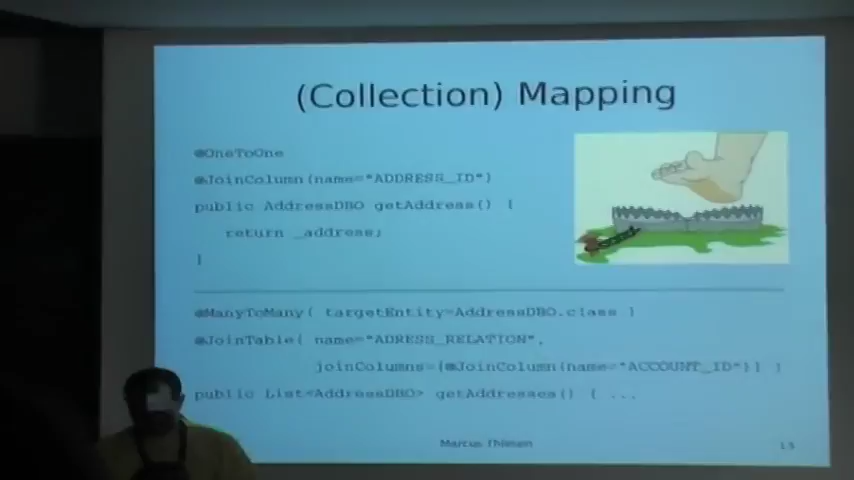 (Collection) Mapping
@OneToOne
@JoinColumn(name="ADDRESS_ID")
public AddressDBO getAddress() {
return _address;
}
@ManyToMany( targetEntity=AddressDBO.class )
@JoinTable( name="ADRESS_RELATION",
joinColumns={@JoinColumn(name="ACCOUNT_ID")} )
public List<AddressDBO> getAddresses() { ...
Marcus
13